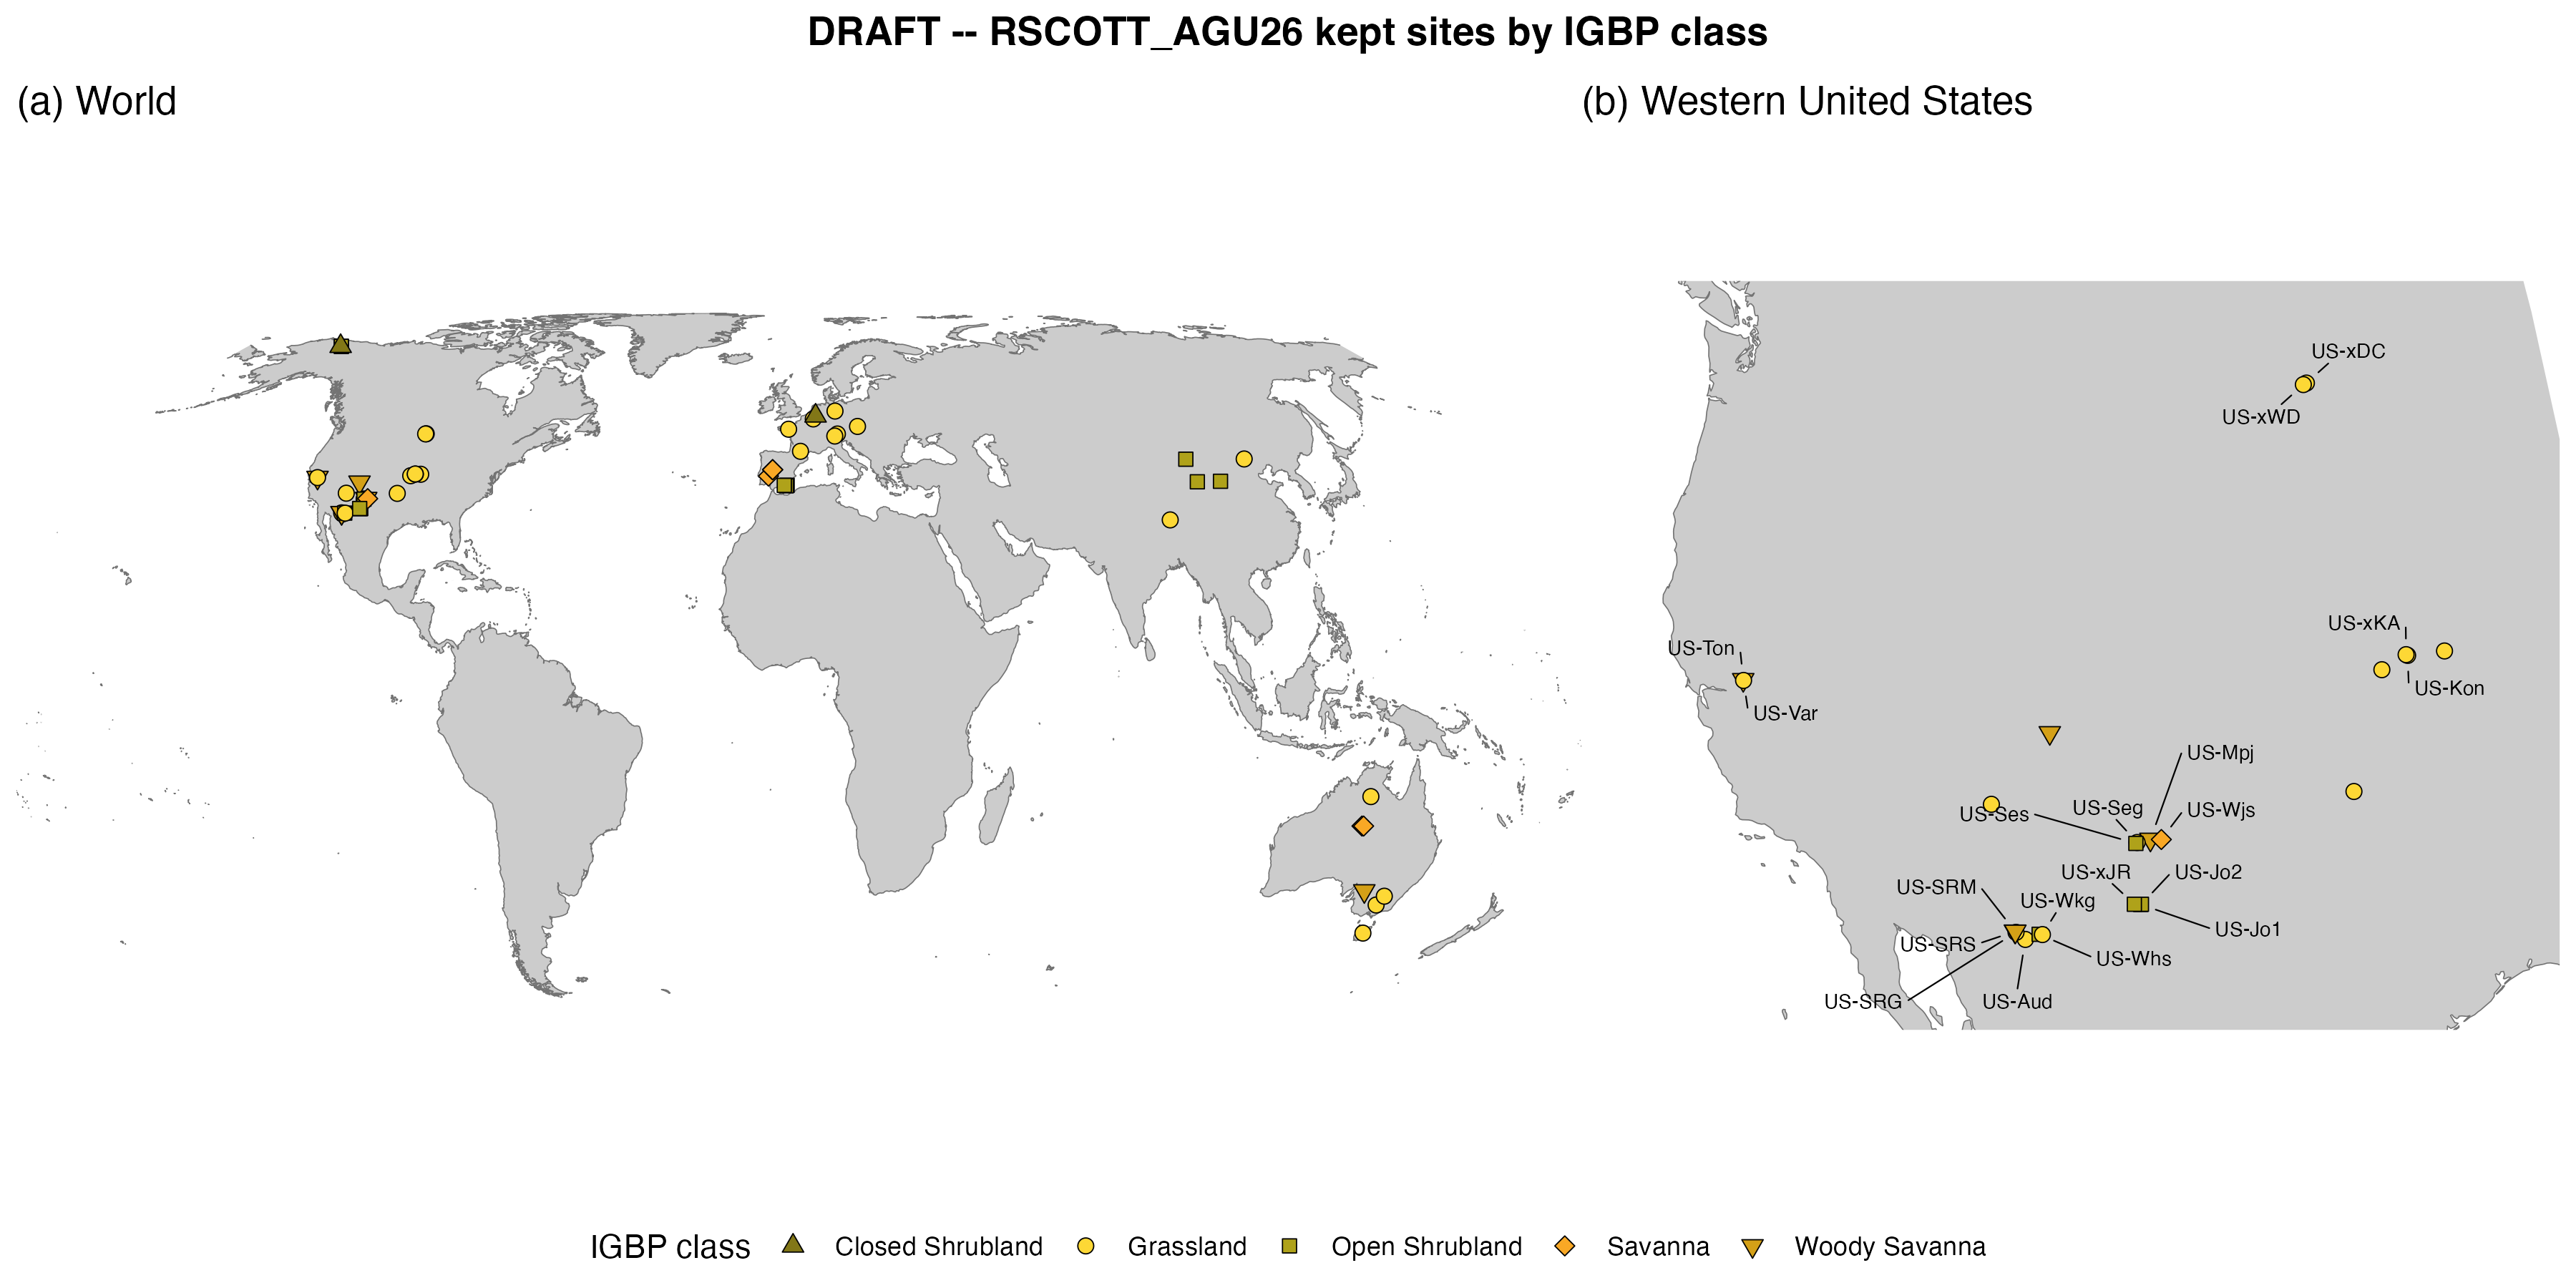 DRAFT -- RSCOTT_AGU26 kept sites by IGBP class
(a) World
(b) Western United States
US-xDC
US-xWD
US-xKA
US-Ton
US-Kon
US-Var
US-Mpj
US-Ses
US-Seg
US-Wjs
US-xJR
US-Jo2
US-SRM
US-Wkg
US-Jo1
US-SRS
US-Whs
US-SRG
US-Aud
IGBP class
Closed Shrubland
Grassland
Open Shrubland
Savanna
Woody Savanna